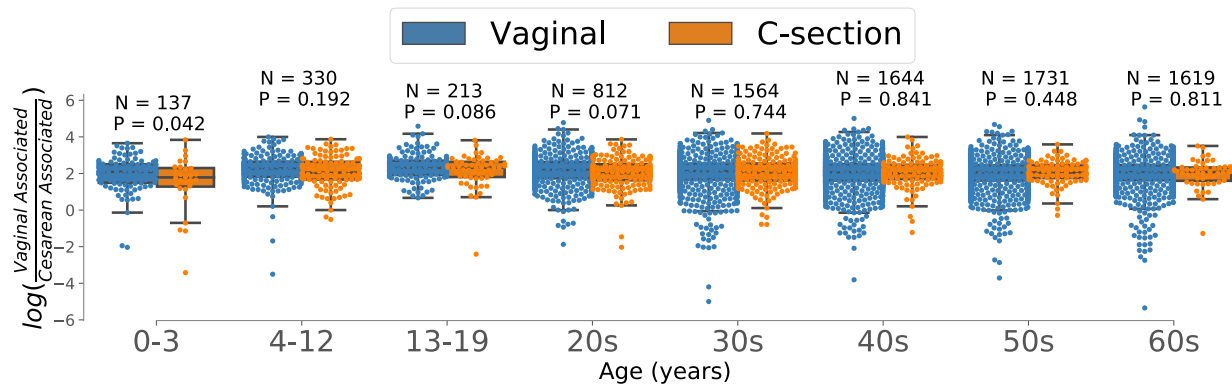 Vaginal C-section
N = 137
P = 0.042
N = 330
P = 0.192
N = 213
P = 0.086
N = 812
P = 0.071
N = 1564
P = 0.744
N = 1644
P = 0.841
N = 1731
P = 0.448
N = 1619
P = 0.811
log(Vaginal Associated
Cesarean Associated)
6
4
2
0
−2
−4
−6
0-3 4-12 13-19 20s 30s 40s 50s 60s
Age (years)